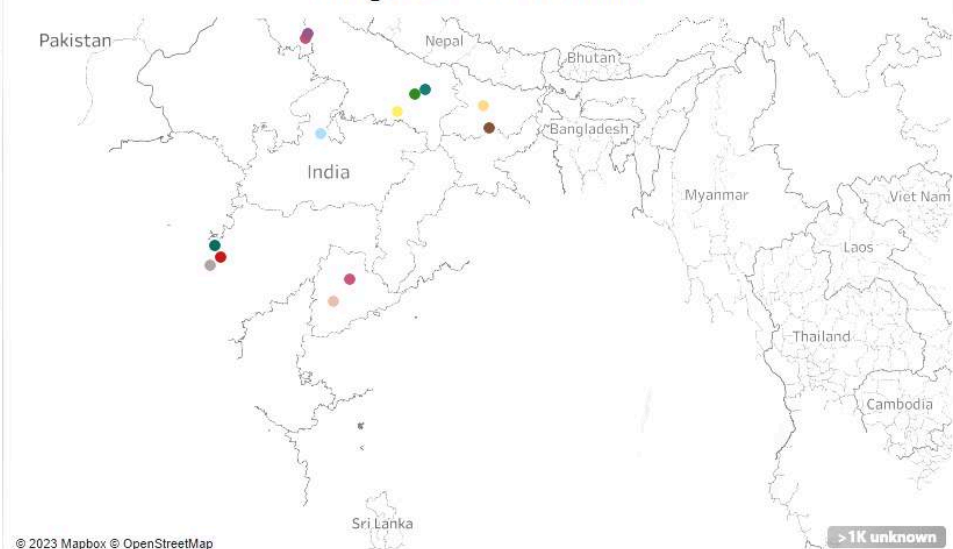 Pakistan
Nepal
Bhutan
Bangladesh
India
Myanmar
Viet Nam
Laos
Thailand
Cambodia
Sri Lanka
>1K unknown
© 2023 Mapbox © OpenStreetMap